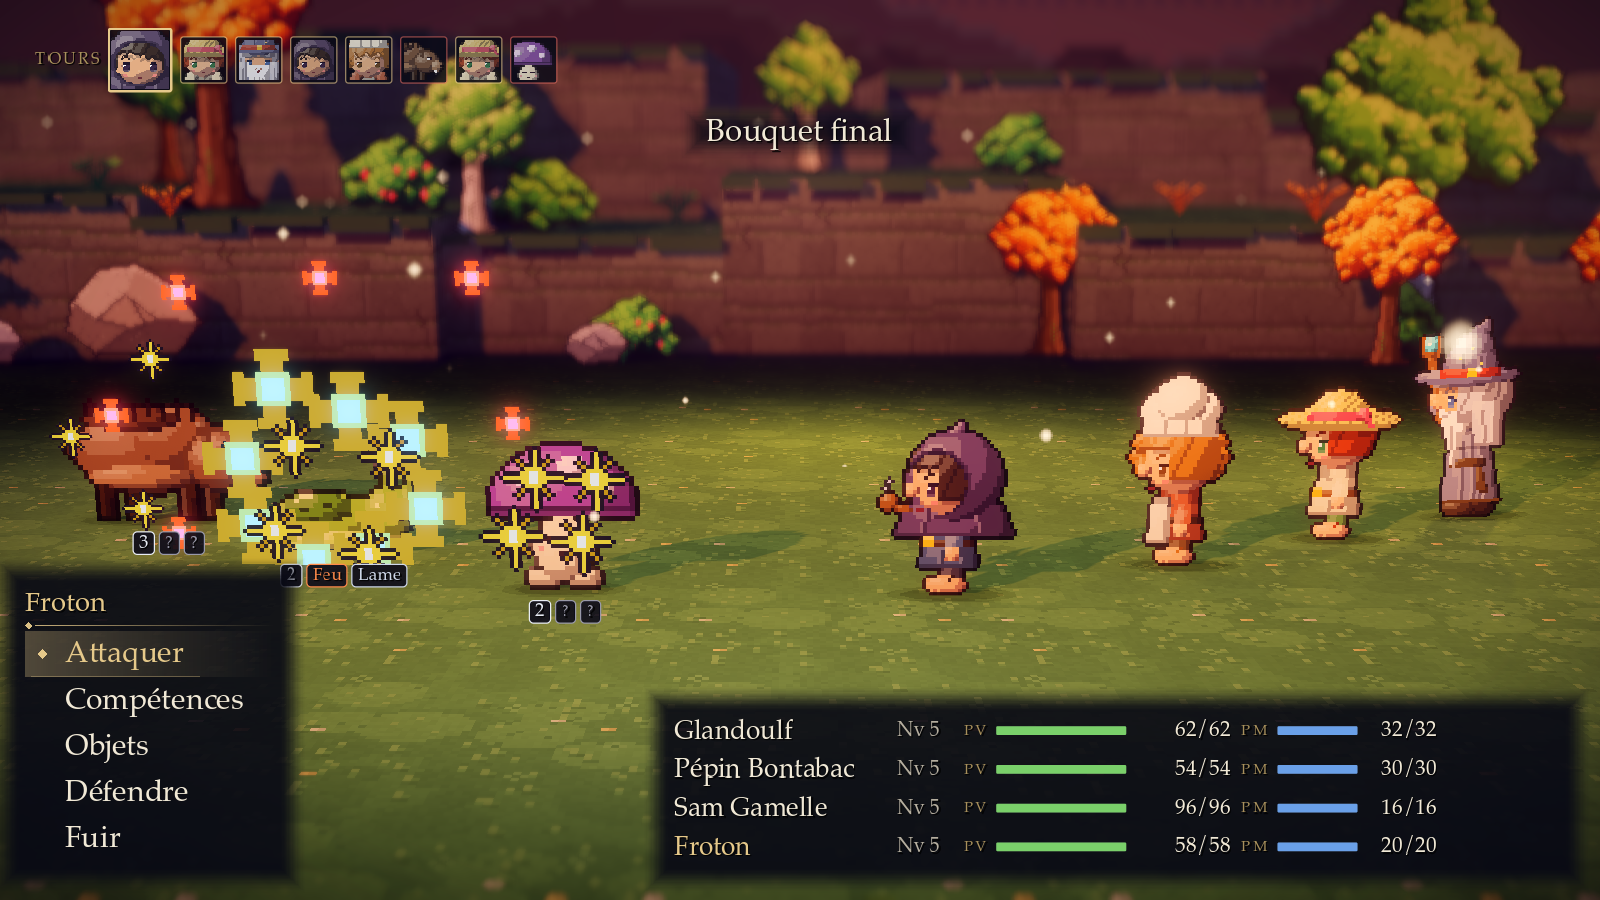 TOURS
Bouquet final
3 ? ?
2 Feu Lame
2 ? ?
Froton
Attaquer
Compétences
Objets
Défendre
Fuir
Glandoulf Nv 5 PV 62/62 PM 32/32
Pépin Bontabac Nv 5 PV 54/54 PM 30/30
Sam Gamelle Nv 5 PV 96/96 PM 16/16
Froton Nv 5 PV 58/58 PM 20/20